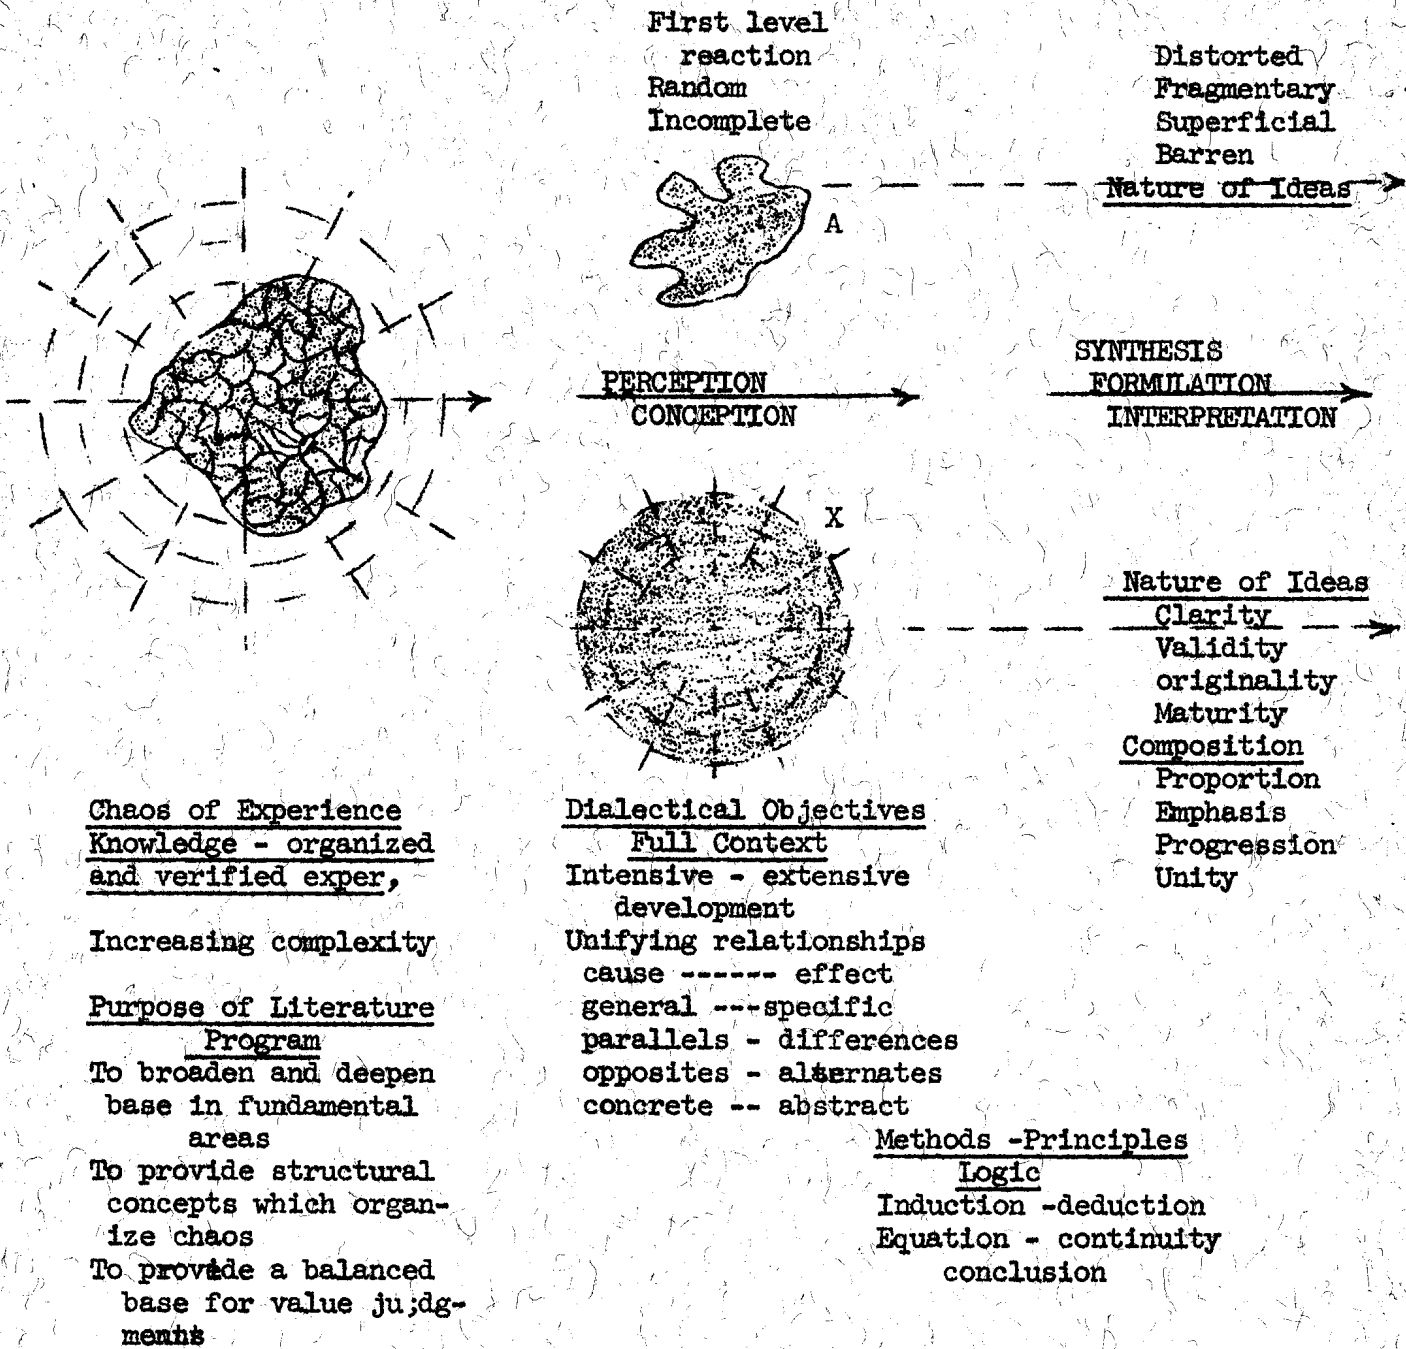 First level
reaction
Random
Incomplete
Distorted
Fragmentary
Superficial
Barren
Nature of Ideas
A
PERCEPTION
CONCEPTION
SYNTHESIS
FORMULATION
INTERPRETATION
X
Nature of Ideas
Clarity
Validity
originality
Maturity
Composition
Proportion
Emphasis
Progression
Unity
Chaos of Experience
Knowledge - organized
and verified exper,
Increasing complexity
Purpose of Literature
Program
To broaden and deepen
base in fundamental
areas
To provide structural
concepts which organ-
ize chaos
To provide a balanced
base for value ju;dg-
ments
Dialectical Objectives
Full Context
Intensive - extensive
development
Unifying relationships
cause ------ effect
general ---specific
parallels - differences
opposites - alternates
concrete -- abstract
Methods -Principles
Logic
Induction -deduction
Equation - continuity
conclusion